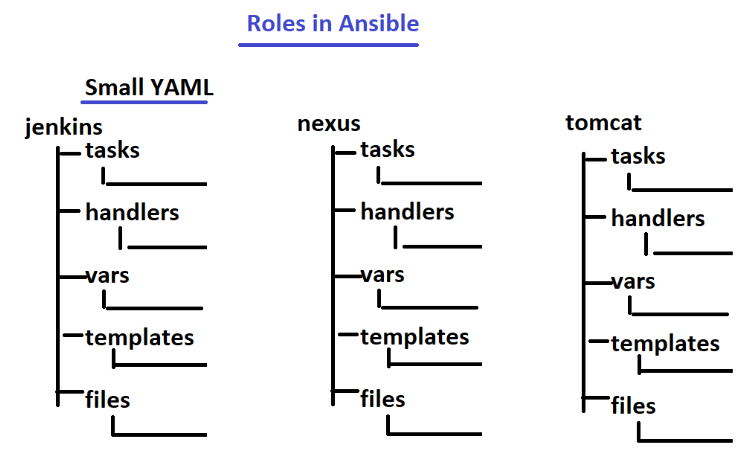 Roles in Ansible
Small YAML
jenkins
tasks
handlers
vars
templates
files
nexus
tasks
handlers
vars
templates
files
tomcat
tasks
handlers
vars
templates
files